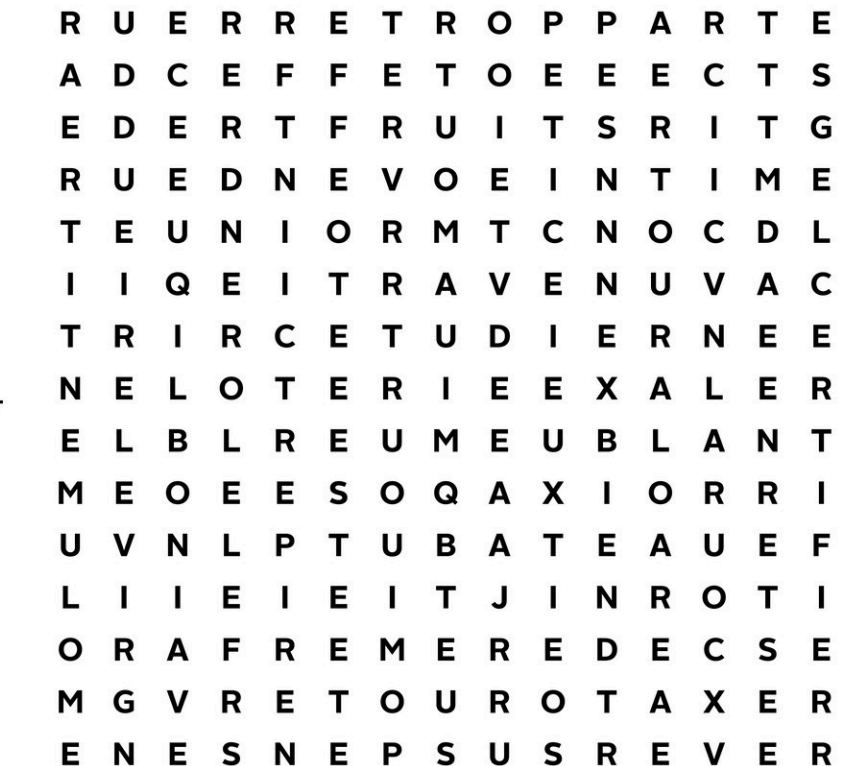 R U E R R E T R O P P A R T E
A D C E F F E T O E E E C T S
E D E R T F R U I T S R I T G
R U E D N E V O E I N T I M E
T E U N I O R M T C N O C D L
I I Q E I T R A V E N U V A C
T R I R C E T U D I E R N E E
N E L O T E R I E E X A L E R
E L B L R E U M E U B L A N T
M E O E E S O Q A X I O R R I
U V N L P T U B A T E A U E F
L I I E I E I T J I N R O T I
O R A F R E M E R E D E C S E
M G V R E T O U R O T A X E R
E N E S N E P S U S R E V E R